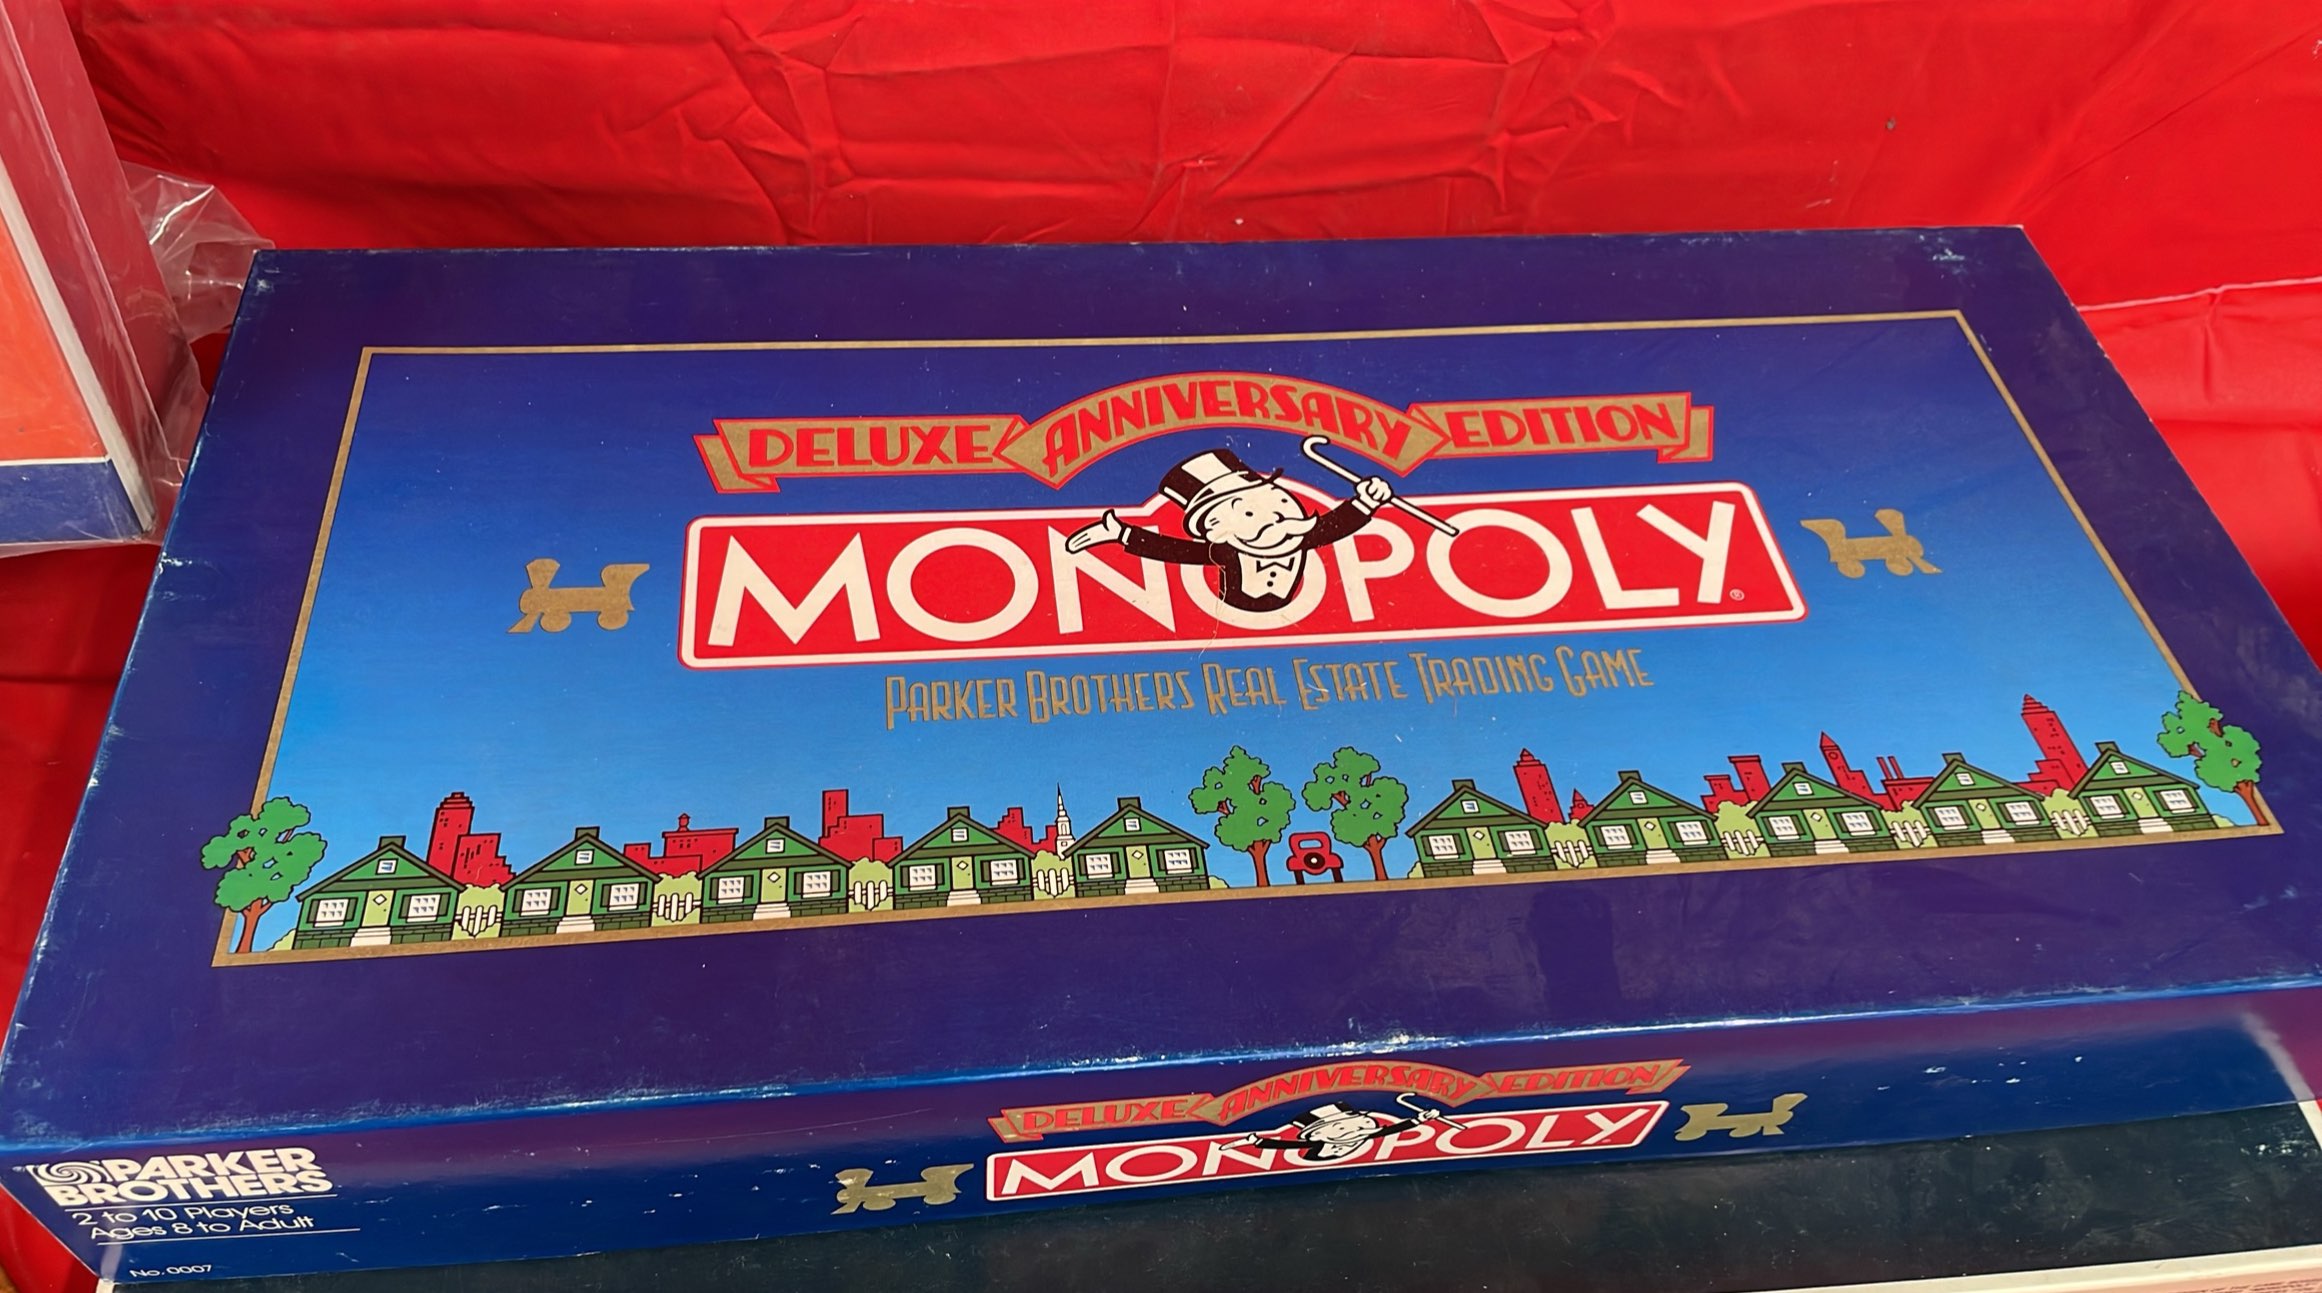 DELUXE ANNIVERSARY EDITION
MONOPOLY®
PARKER BROTHERS REAL ESTATE TRADING GAME
DELUXE ANNIVERSARY EDITION
MONOPOLY
PARKER
BROTHERS
2 to 10 Players
Ages 8 to Adult
No. 0007